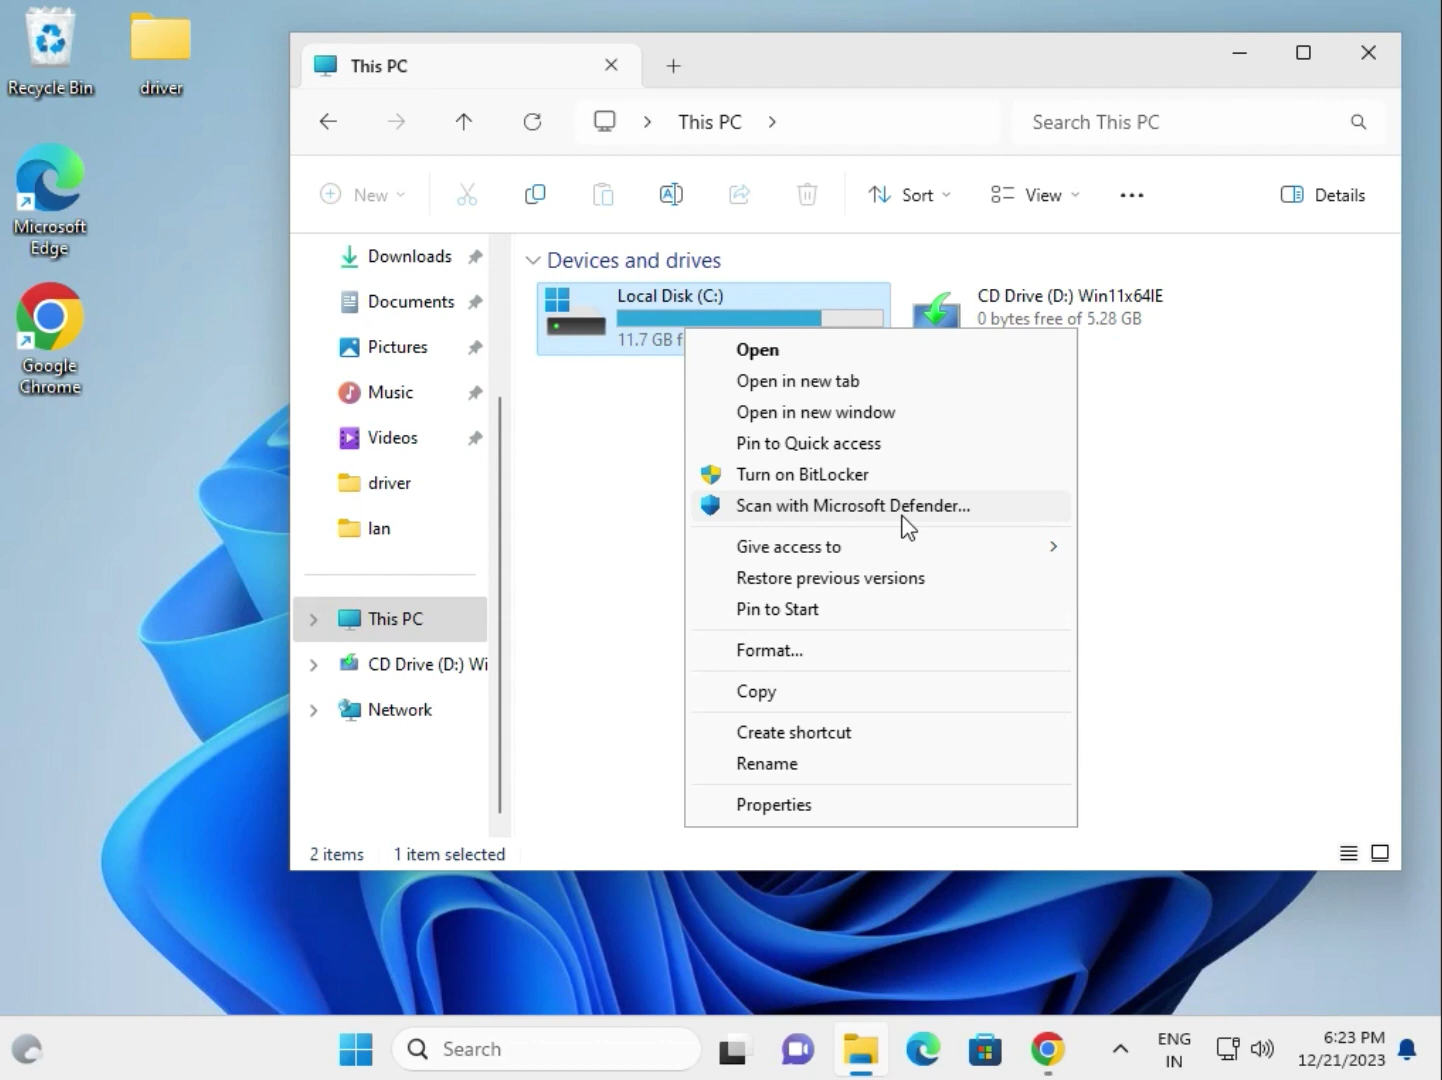 Recycle Bin
driver
Microsoft
Edge
Google
Chrome
This PC
This PC
Search This PC
New
Sort
View
Details
Downloads
Documents
Pictures
Music
Videos
driver
lan
This PC
CD Drive (D:) Wi
Network
Devices and drives
Local Disk (C:)
11.7 GB f
CD Drive (D:) Win11x64IE
0 bytes free of 5.28 GB
Open
Open in new tab
Open in new window
Pin to Quick access
Turn on BitLocker
Scan with Microsoft Defender...
Give access to
Restore previous versions
Pin to Start
Format...
Copy
Create shortcut
Rename
Properties
2 items
1 item selected
Search
ENG
IN
6:23 PM
12/21/2023